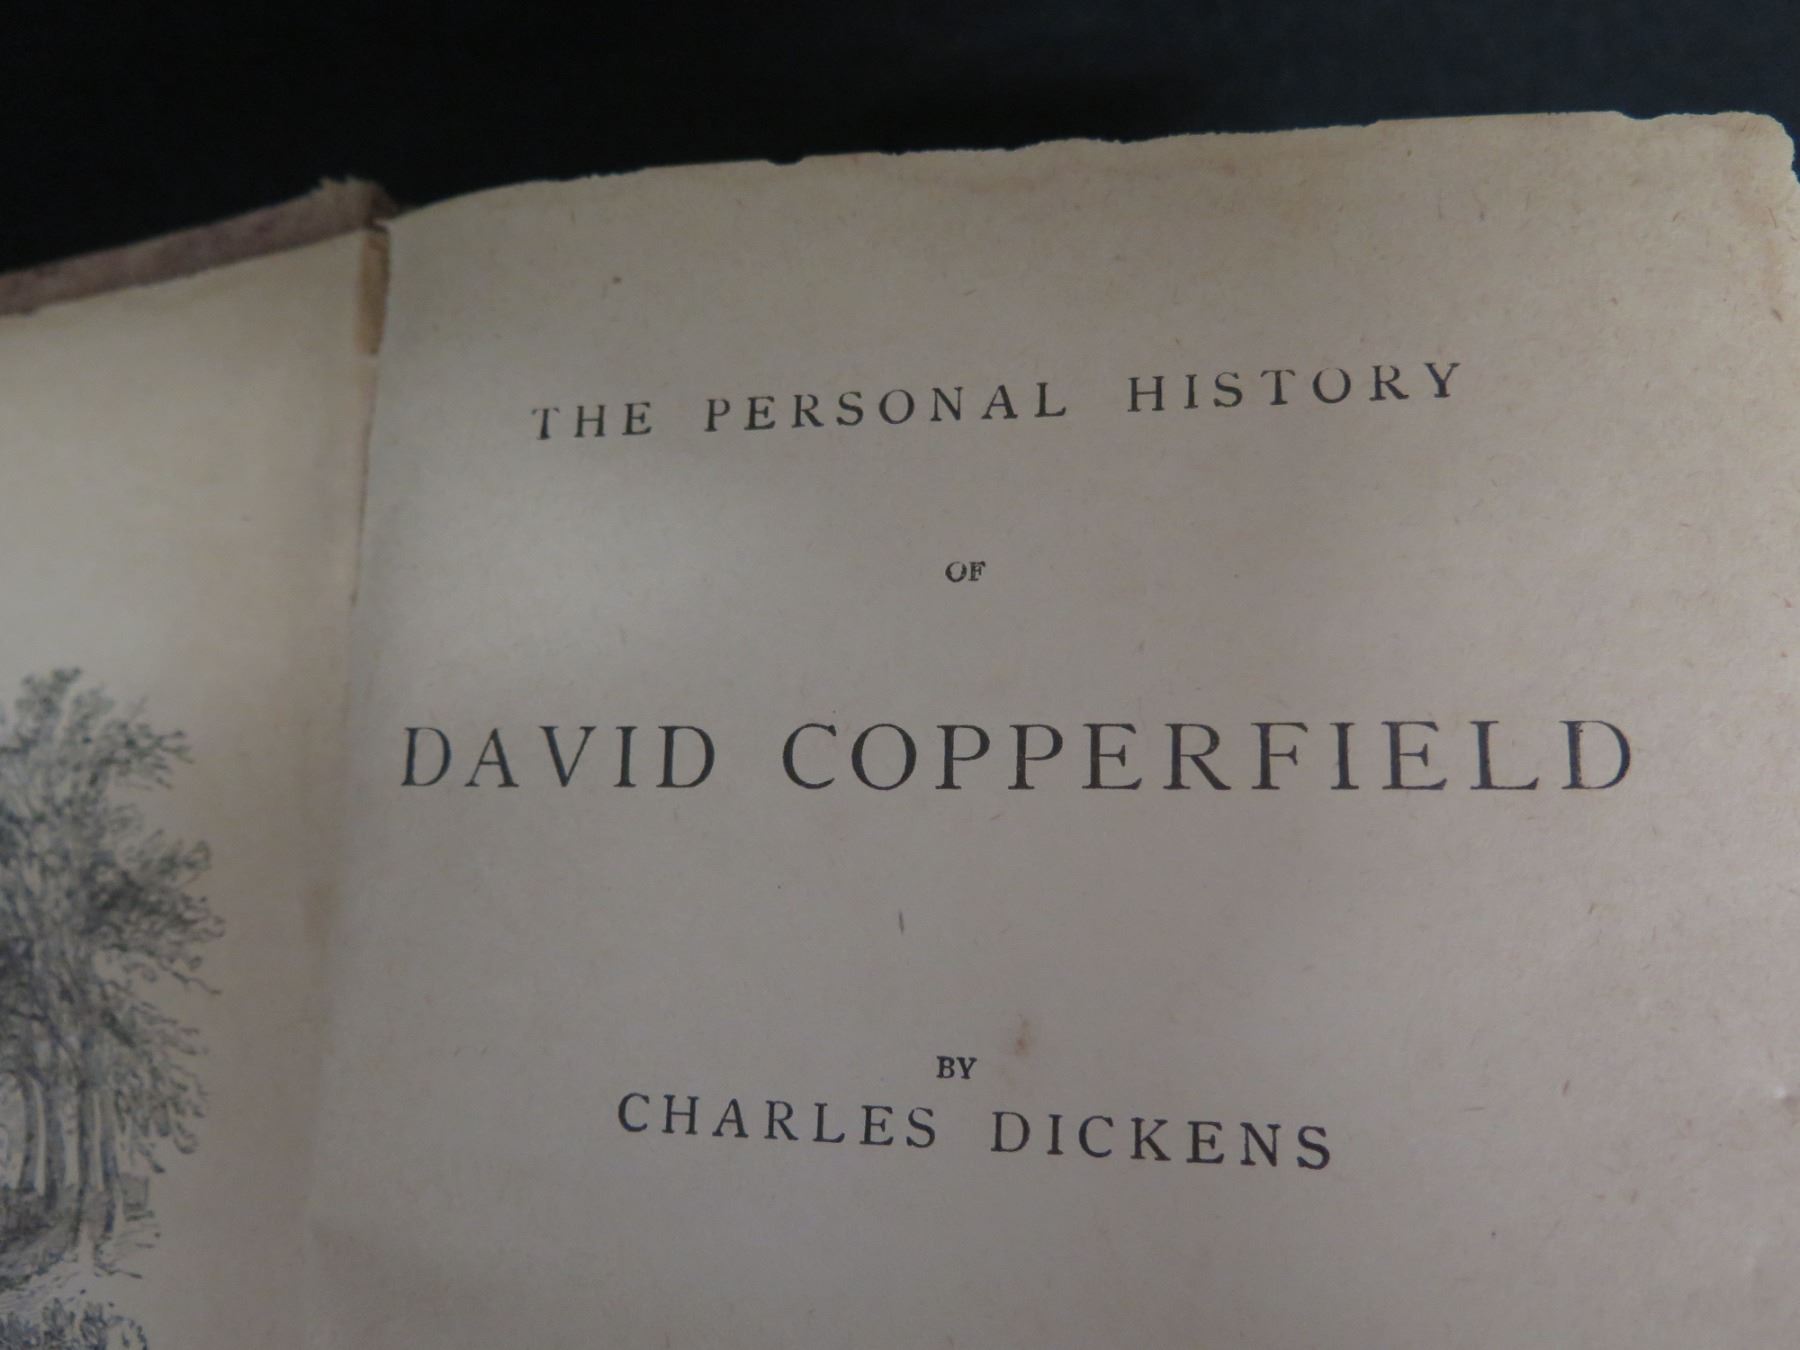 THE PERSONAL HISTORY
OF
DAVID COPPERFIELD
BY
CHARLES DICKENS